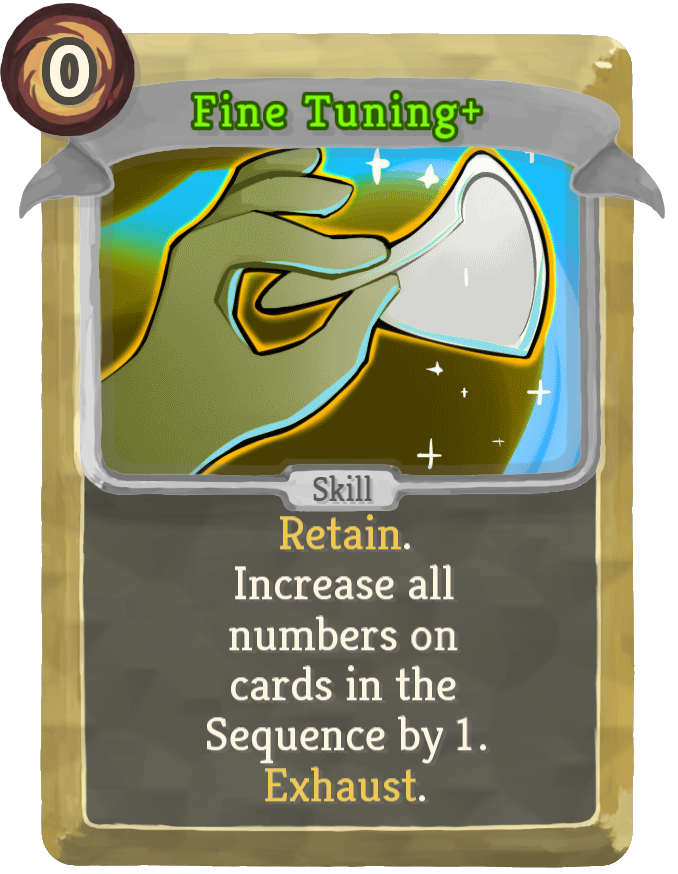 0
Fine Tuning+
Skill
Retain.
Increase all
numbers on
cards in the
Sequence by 1.
Exhaust.